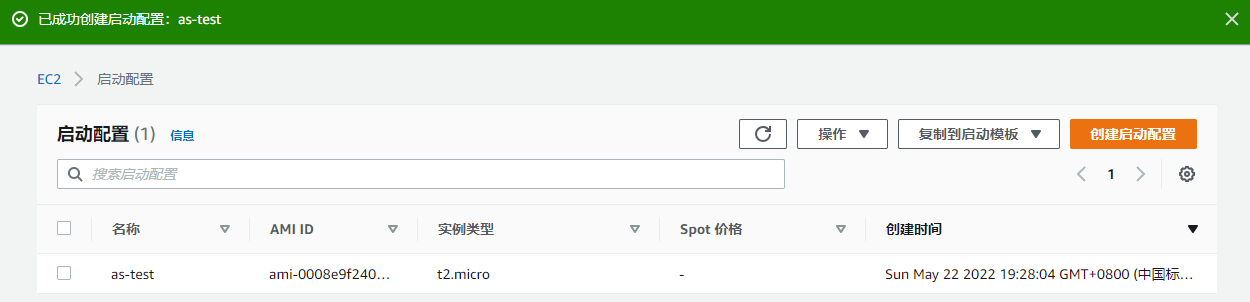 已成功创建启动配置：as-test
EC2 启动配置
启动配置 (1) 信息 操作 复制到启动模板 创建启动配置
搜索启动配置 1
名称 AMI ID 实例类型 Spot 价格 创建时间
as-test ami-0008e9f240... t2.micro - Sun May 22 2022 19:28:04 GMT+0800 (中国标...